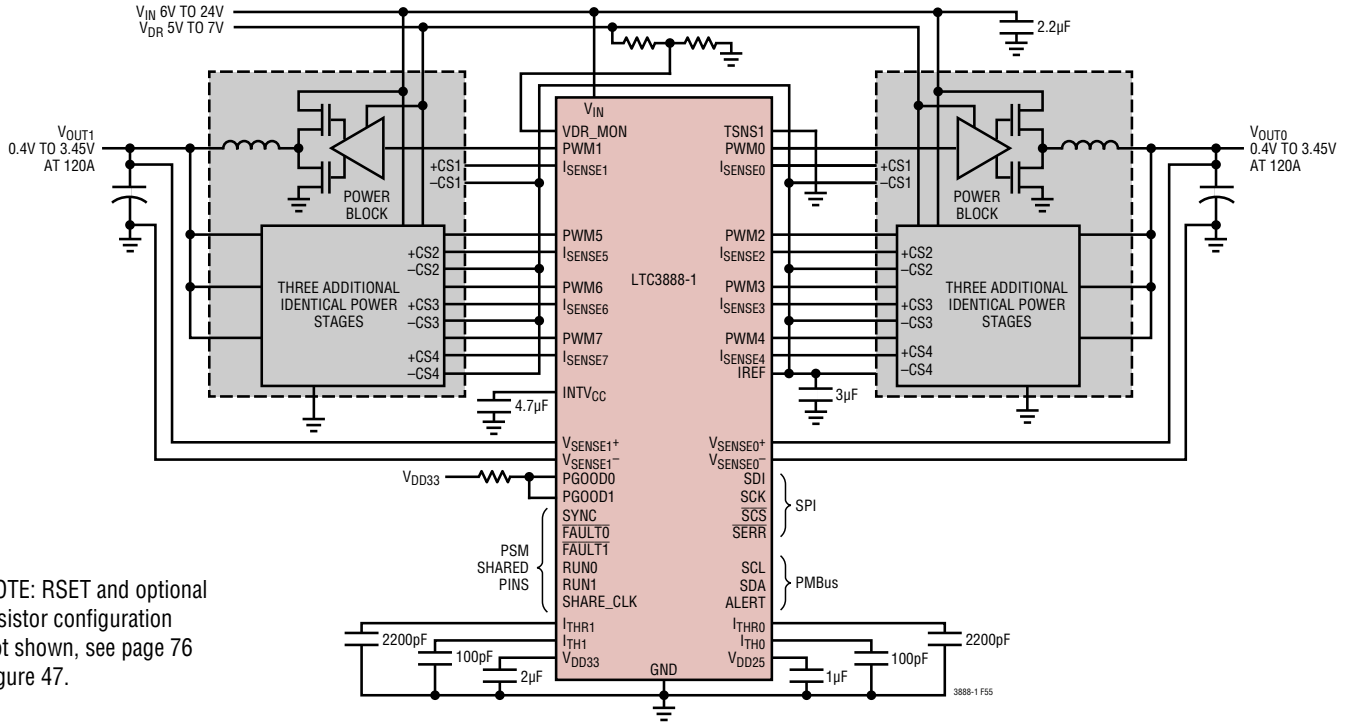 VIN 6V TO 24V
VDR 5V TO 7V
2.2µF
VOUT1
0.4V TO 3.45V
AT 120A
POWER
BLOCK
+CS1
–CS1
THREE ADDITIONAL
IDENTICAL POWER
STAGES
+CS2
–CS2
+CS3
–CS3
+CS4
–CS4
4.7µF
VDD33
VIN
VDR_MON
PWM1
ISENSE1
PWM5
ISENSE5
PWM6
ISENSE6
PWM7
ISENSE7
INTVCC
VSENSE1+
VSENSE1–
PGOOD0
PGOOD1
SYNC
FAULT0
FAULT1
RUN0
RUN1
SHARE_CLK
ITHR1
ITH1
VDD33
LTC3888-1
GND
TSNS1
PWM0
ISENSE0
PWM2
ISENSE2
PWM3
ISENSE3
PWM4
ISENSE4
IREF
VSENSE0+
VSENSE0–
SDI
SCK
SCS
SERR
SCL
SDA
ALERT
ITHR0
ITH0
VDD25
+CS1
–CS1
POWER
BLOCK
+CS2
–CS2
+CS3
–CS3
+CS4
–CS4
THREE ADDITIONAL
IDENTICAL POWER
STAGES
VOUT0
0.4V TO 3.45V
AT 120A
3µF
SPI
PMBus
PSM
SHARED
PINS
2200pF
100pF
2µF
1µF
100pF
2200pF
3888-1 F55
OTE: RSET and optional
sistor configuration
ot shown, see page 76
gure 47.